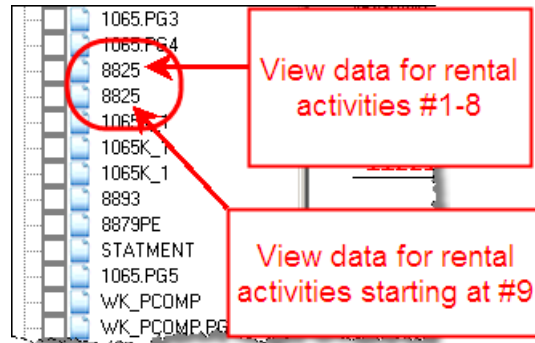 1065.PG3
1065.PG4
8825
8825
1065K_1
1065K_1
8893
8879PE
STATMENT
1065.PG5
WK_PCOMP
WK_PCOMP.PG
View data for rental
activities #1-8
View data for rental
activities starting at #9